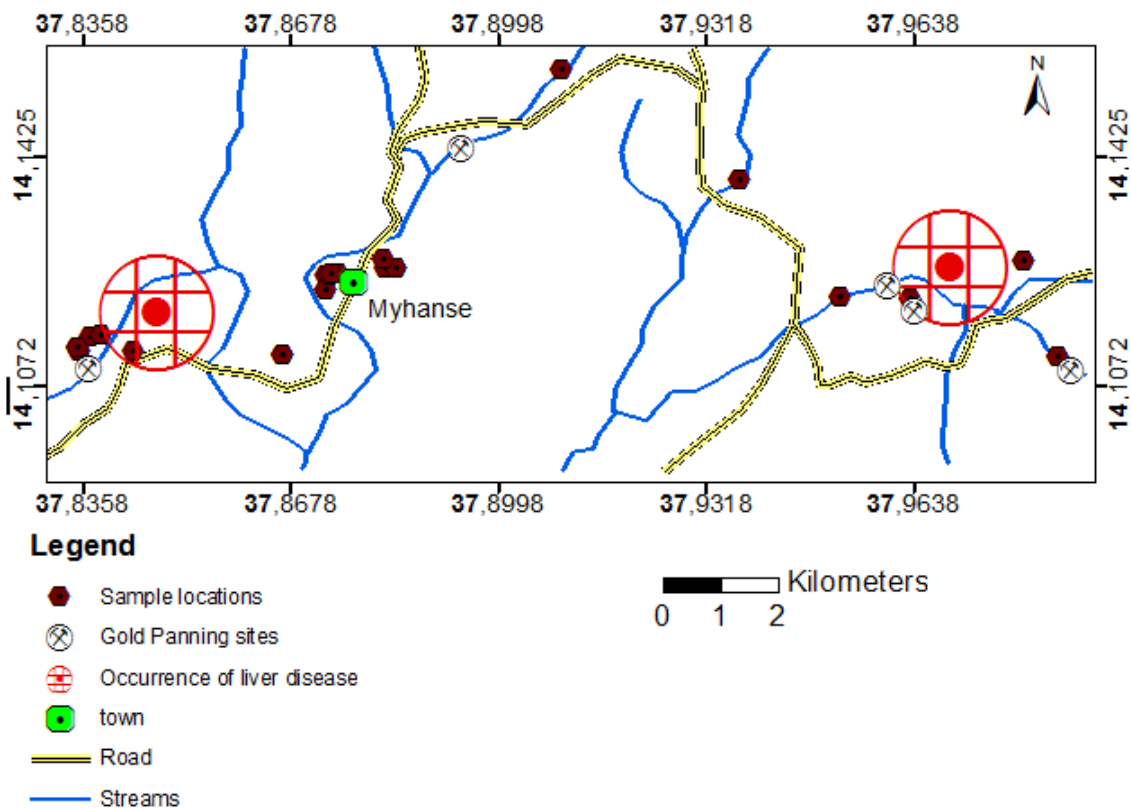 37,8358 37,8678 37,8998 37,9318 37,9638
N
14,1425 14,1425
Myhanse
14,1072 14,1072
37,8358 37,8678 37,8998 37,9318 37,9638
Legend
Sample locations
Gold Panning sites
Occurrence of liver disease
town
Road
Streams
Kilometers
0 1 2